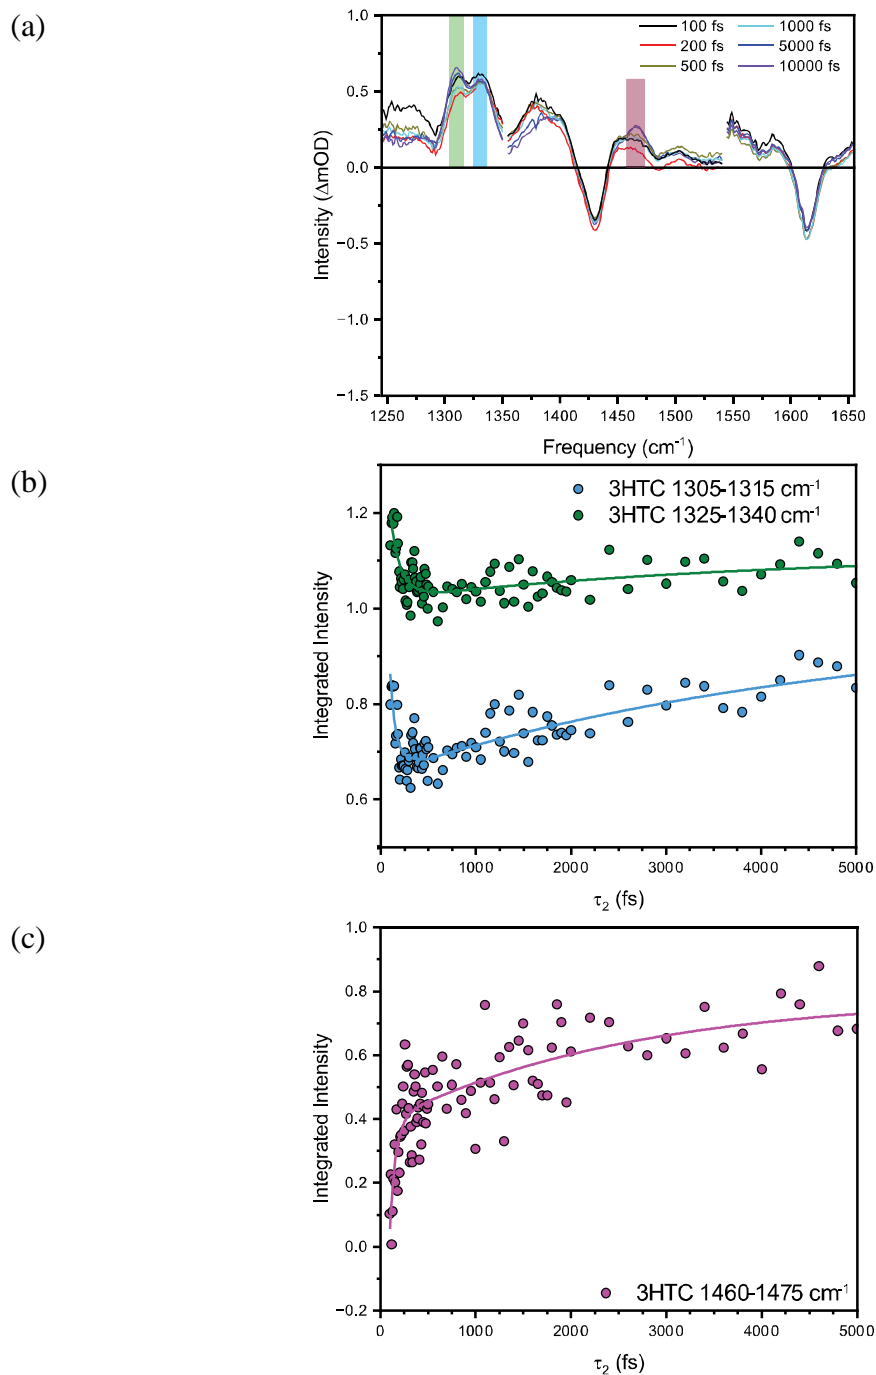 (a)
1.0
0.5
0.0
−0.5
−1.0
−1.5
Intensity (ΔmOD)
100 fs
200 fs
500 fs
1000 fs
5000 fs
10000 fs
1250 1300 1350 1400 1450 1500 1550 1600 1650
Frequency (cm⁻¹)
(b)
1.2
1.0
0.8
0.6
Integrated Intensity
3HTC 1305-1315 cm⁻¹
3HTC 1325-1340 cm⁻¹
0 1000 2000 3000 4000 5000
τ₂ (fs)
(c)
1.0
0.8
0.6
0.4
0.2
0.0
-0.2
Integrated Intensity
3HTC 1460-1475 cm⁻¹
0 1000 2000 3000 4000 5000
τ₂ (fs)